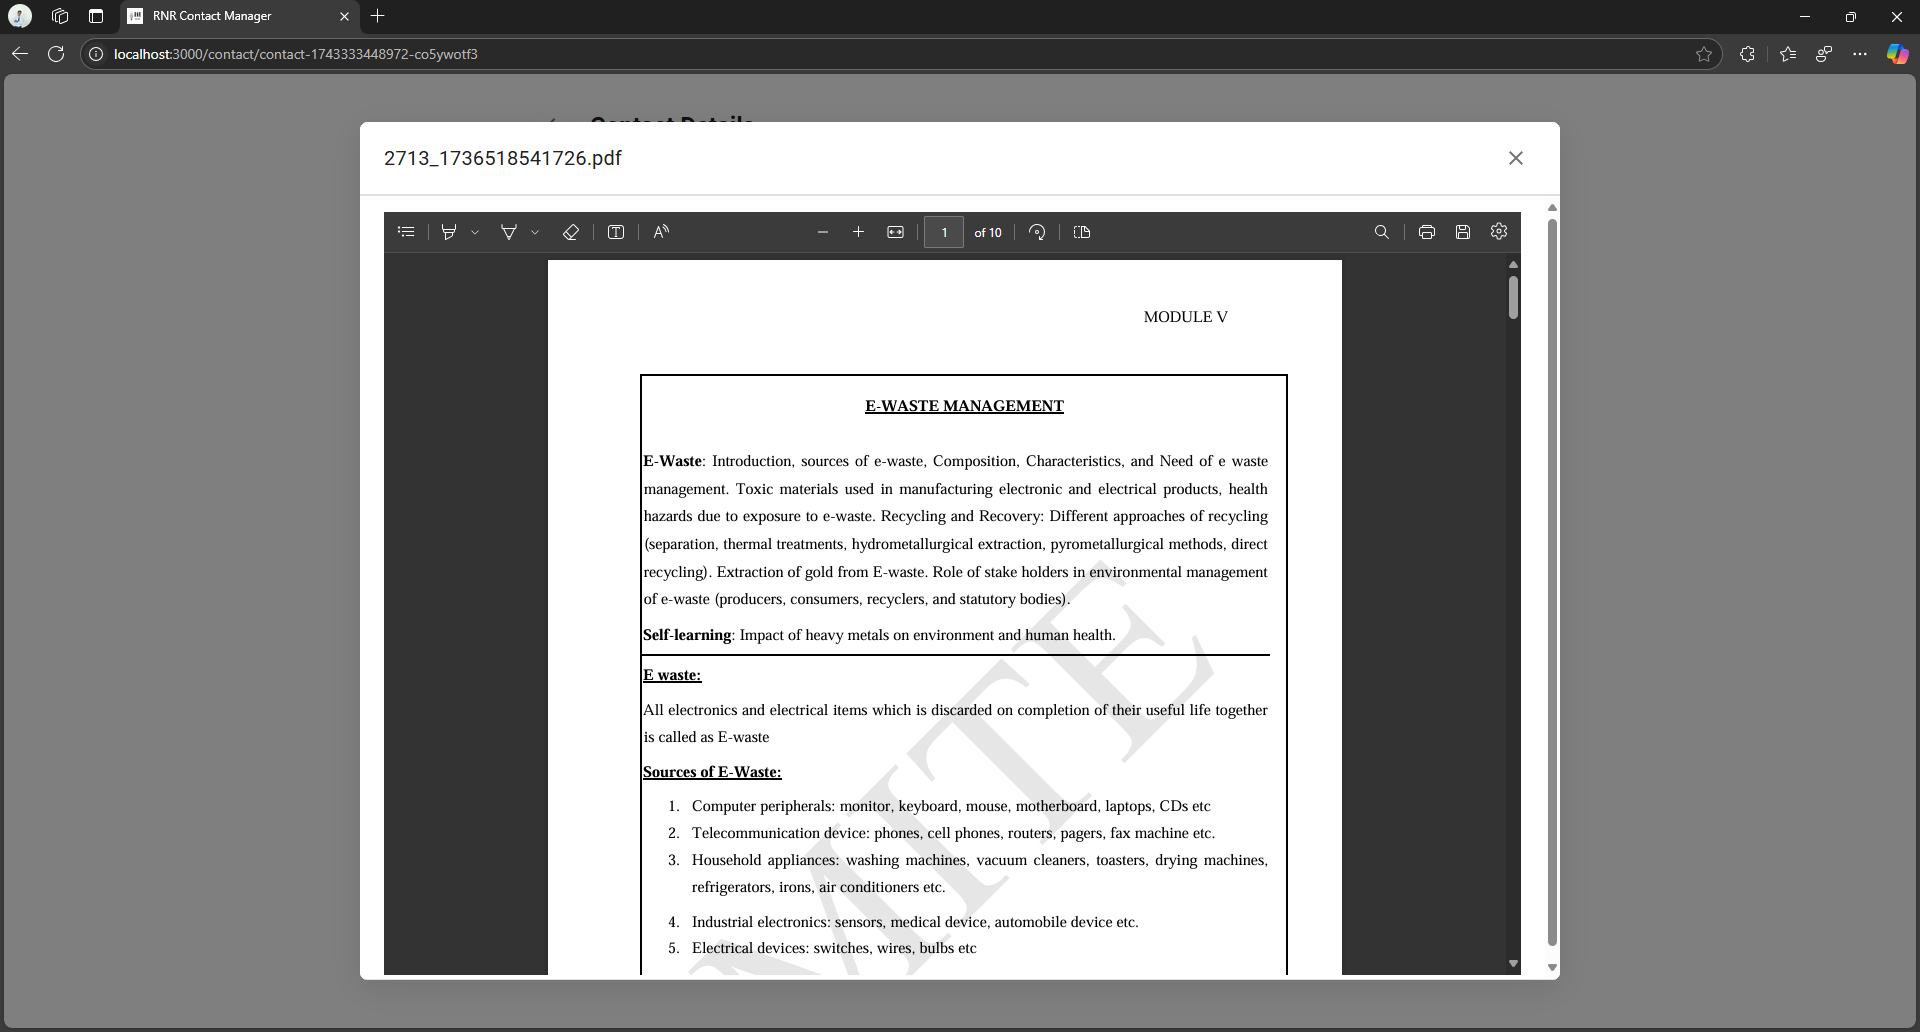 RNR Contact Manager
localhost:3000/contact/contact-1743333448972-co5ywotf3
Contact Details
2713_1736518541726.pdf
1 of 10
MODULE V
E-WASTE MANAGEMENT
E-Waste: Introduction, sources of e-waste, Composition, Characteristics, and Need of e waste
management. Toxic materials used in manufacturing electronic and electrical products, health
hazards due to exposure to e-waste. Recycling and Recovery: Different approaches of recycling
(separation, thermal treatments, hydrometallurgical extraction, pyrometallurgical methods, direct
recycling). Extraction of gold from E-waste. Role of stake holders in environmental management
of e-waste (producers, consumers, recyclers, and statutory bodies).
Self-learning: Impact of heavy metals on environment and human health.
E waste:
All electronics and electrical items which is discarded on completion of their useful life together
is called as E-waste
Sources of E-Waste:
1. Computer peripherals: monitor, keyboard, mouse, motherboard, laptops, CDs etc
2. Telecommunication device: phones, cell phones, routers, pagers, fax machine etc.
3. Household appliances: washing machines, vacuum cleaners, toasters, drying machines,
refrigerators, irons, air conditioners etc.
4. Industrial electronics: sensors, medical device, automobile device etc.
5. Electrical devices: switches, wires, bulbs etc
MITE